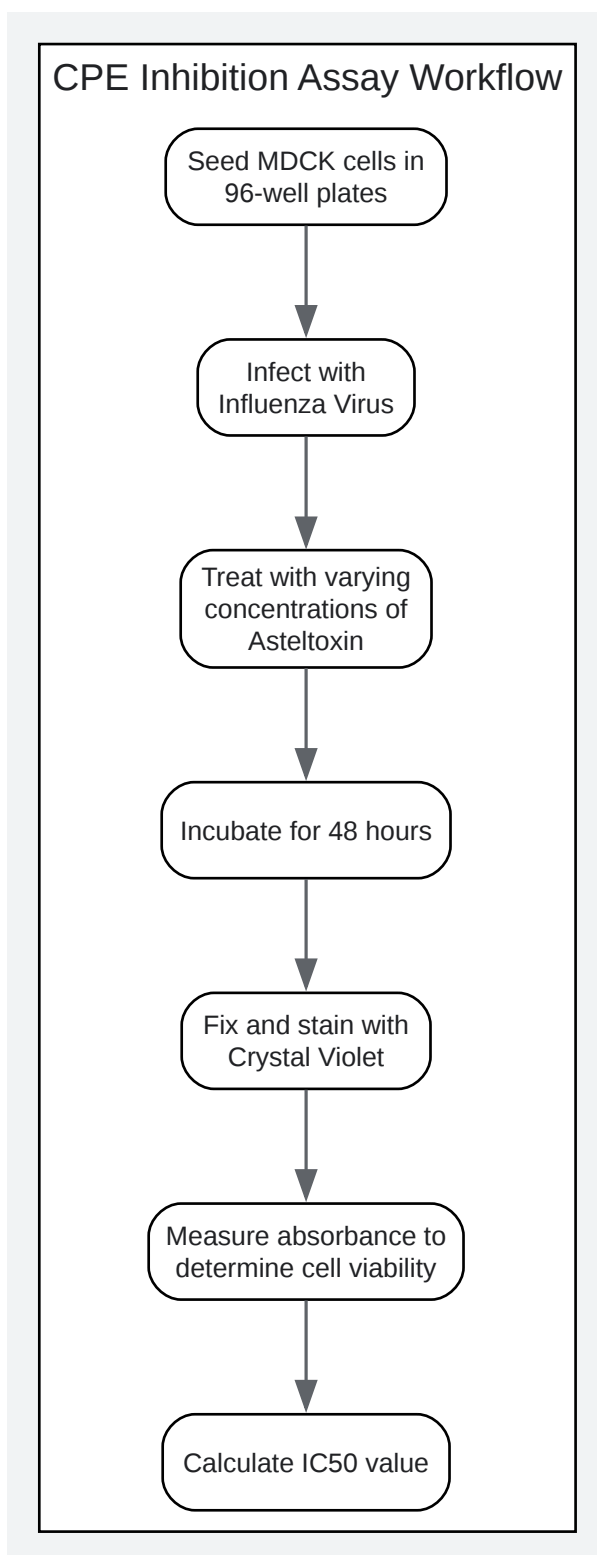 CPE Inhibition Assay Workflow
Seed MDCK cells in
96-well plates
Infect with
Influenza Virus
Treat with varying
concentrations of
Asteltoxin
Incubate for 48 hours
Fix and stain with
Crystal Violet
Measure absorbance to
determine cell viability
Calculate IC50 value